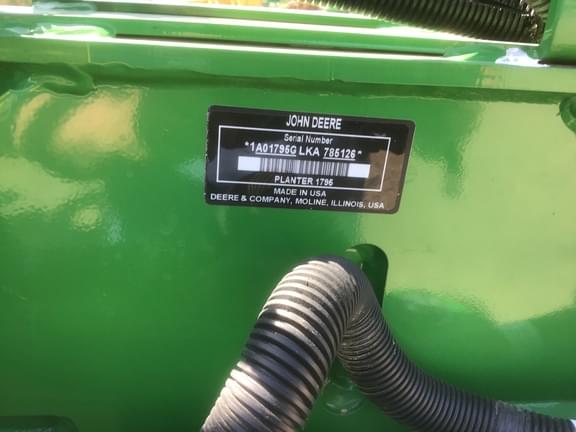 JOHN DEERE
Serial Number
*1A01795GLKA785126*
PLANTER 1795
MADE IN USA
DEERE & COMPANY, MOLINE, ILLINOIS, USA